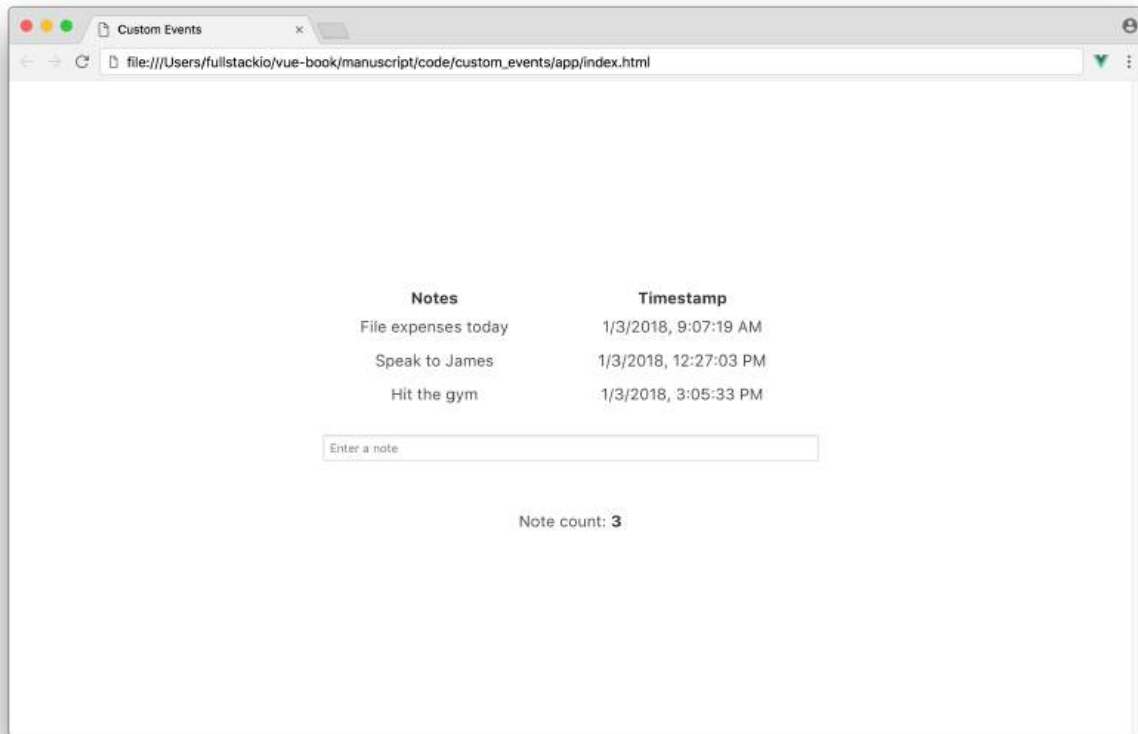 Custom Events
file:///Users/fullstackio/vue-book/manuscript/code/custom_events/app/index.html
Notes Timestamp
File expenses today 1/3/2018, 9:07:19 AM
Speak to James 1/3/2018, 12:27:03 PM
Hit the gym 1/3/2018, 3:05:33 PM
Enter a note
Note count: 3